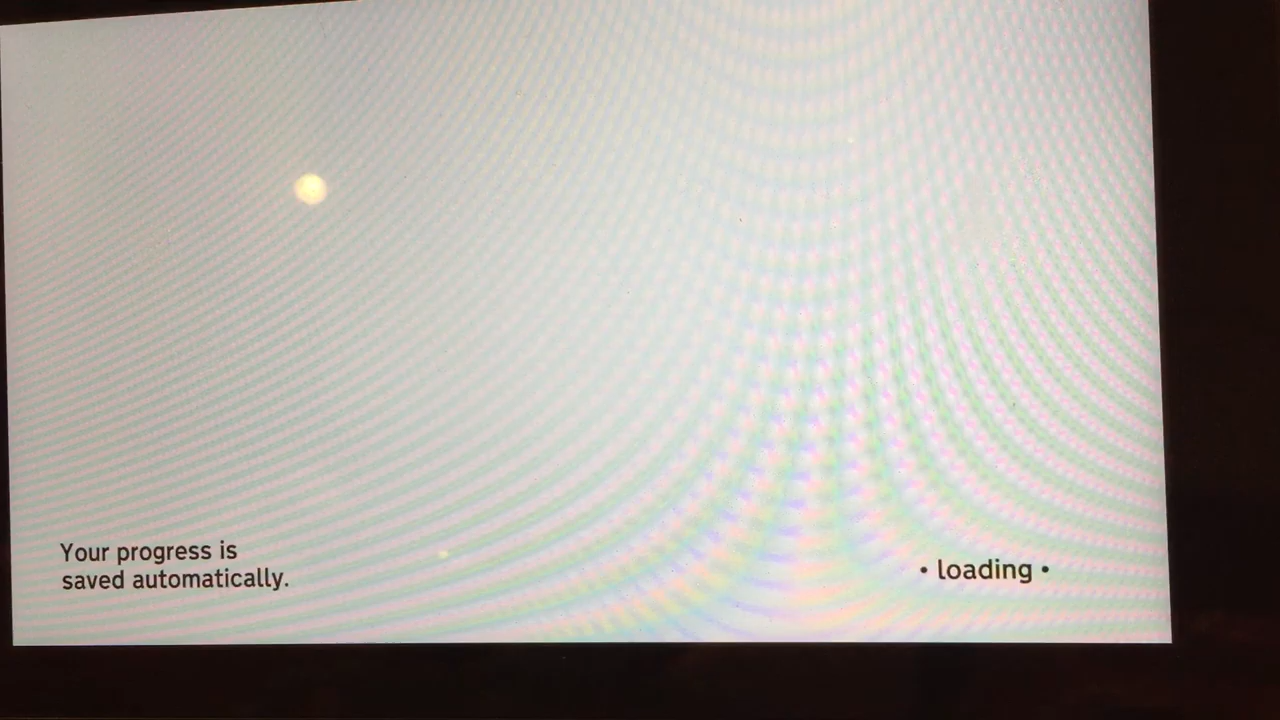 Your progress is
saved automatically.
• loading •